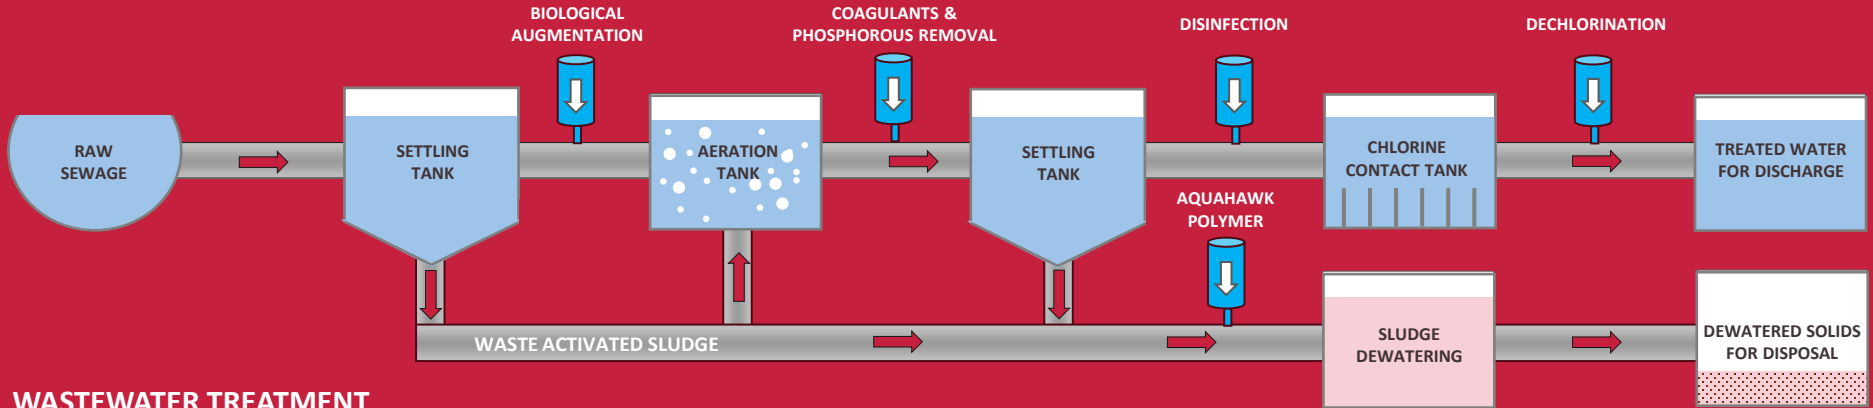 BIOLOGICAL
AUGMENTATION
COAGULANTS &
PHOSPHOROUS REMOVAL
DISINFECTION
DECHLORINATION
RAW
SEWAGE
SETTLING
TANK
AERATION
TANK
SETTLING
TANK
CHLORINE
CONTACT TANK
TREATED WATER
FOR DISCHARGE
AQUAHAWK
POLYMER
WASTE ACTIVATED SLUDGE
SLUDGE
DEWATERING
DEWATERED SOLIDS
FOR DISPOSAL
WASTEWATER TREATMENT